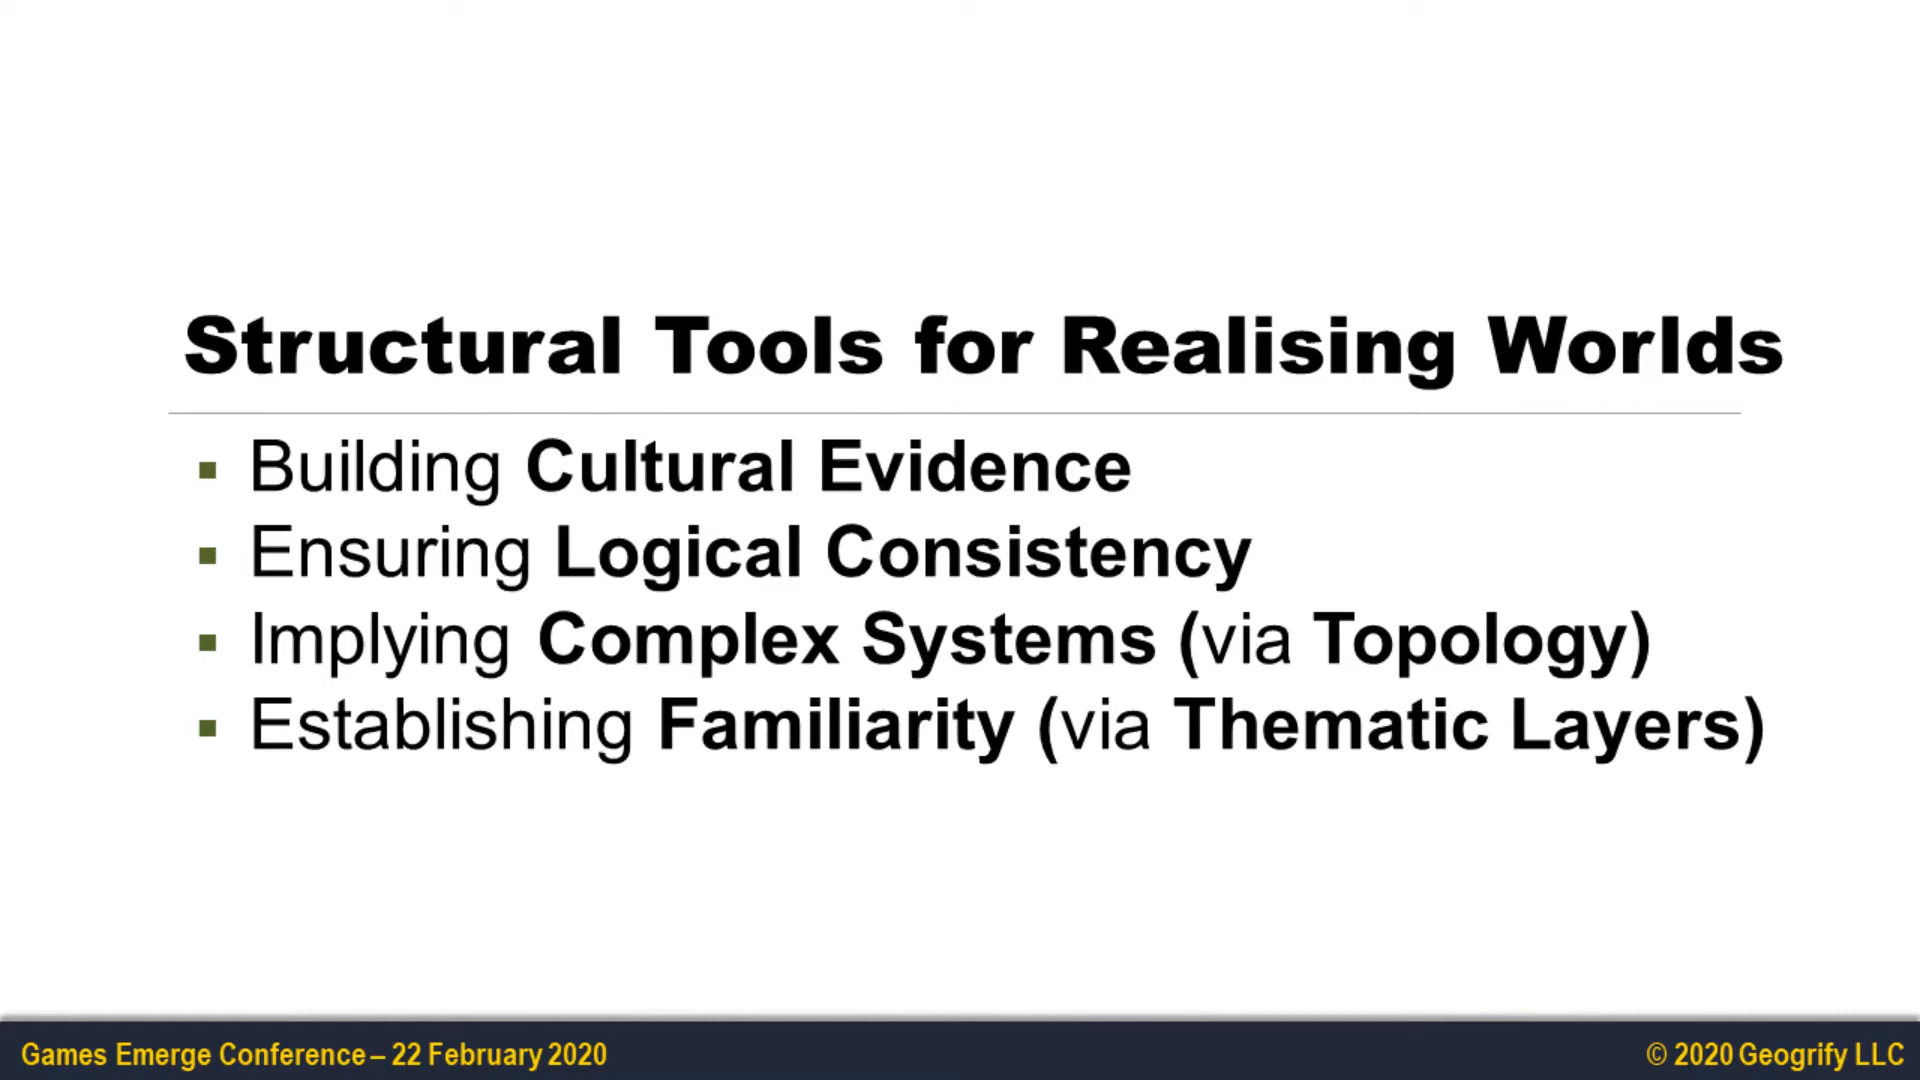 Structural Tools for Realising Worlds
▪ Building Cultural Evidence
▪ Ensuring Logical Consistency
▪ Implying Complex Systems (via Topology)
▪ Establishing Familiarity (via Thematic Layers)
Games Emerge Conference – 22 February 2020
© 2020 Geogrify LLC